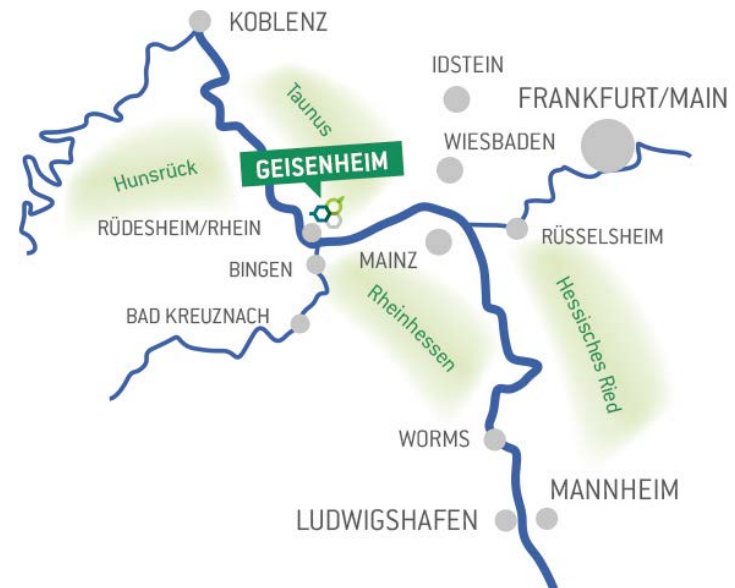 KOBLENZ
IDSTEIN
Taunus
FRANKFURT/MAIN
WIESBADEN
GEISENHEIM
Hunsrück
RÜDESHEIM/RHEIN
RÜSSELSHEIM
MAINZ
BINGEN
Rheinhessen
Hessisches Ried
BAD KREUZNACH
WORMS
MANNHEIM
LUDWIGSHAFEN